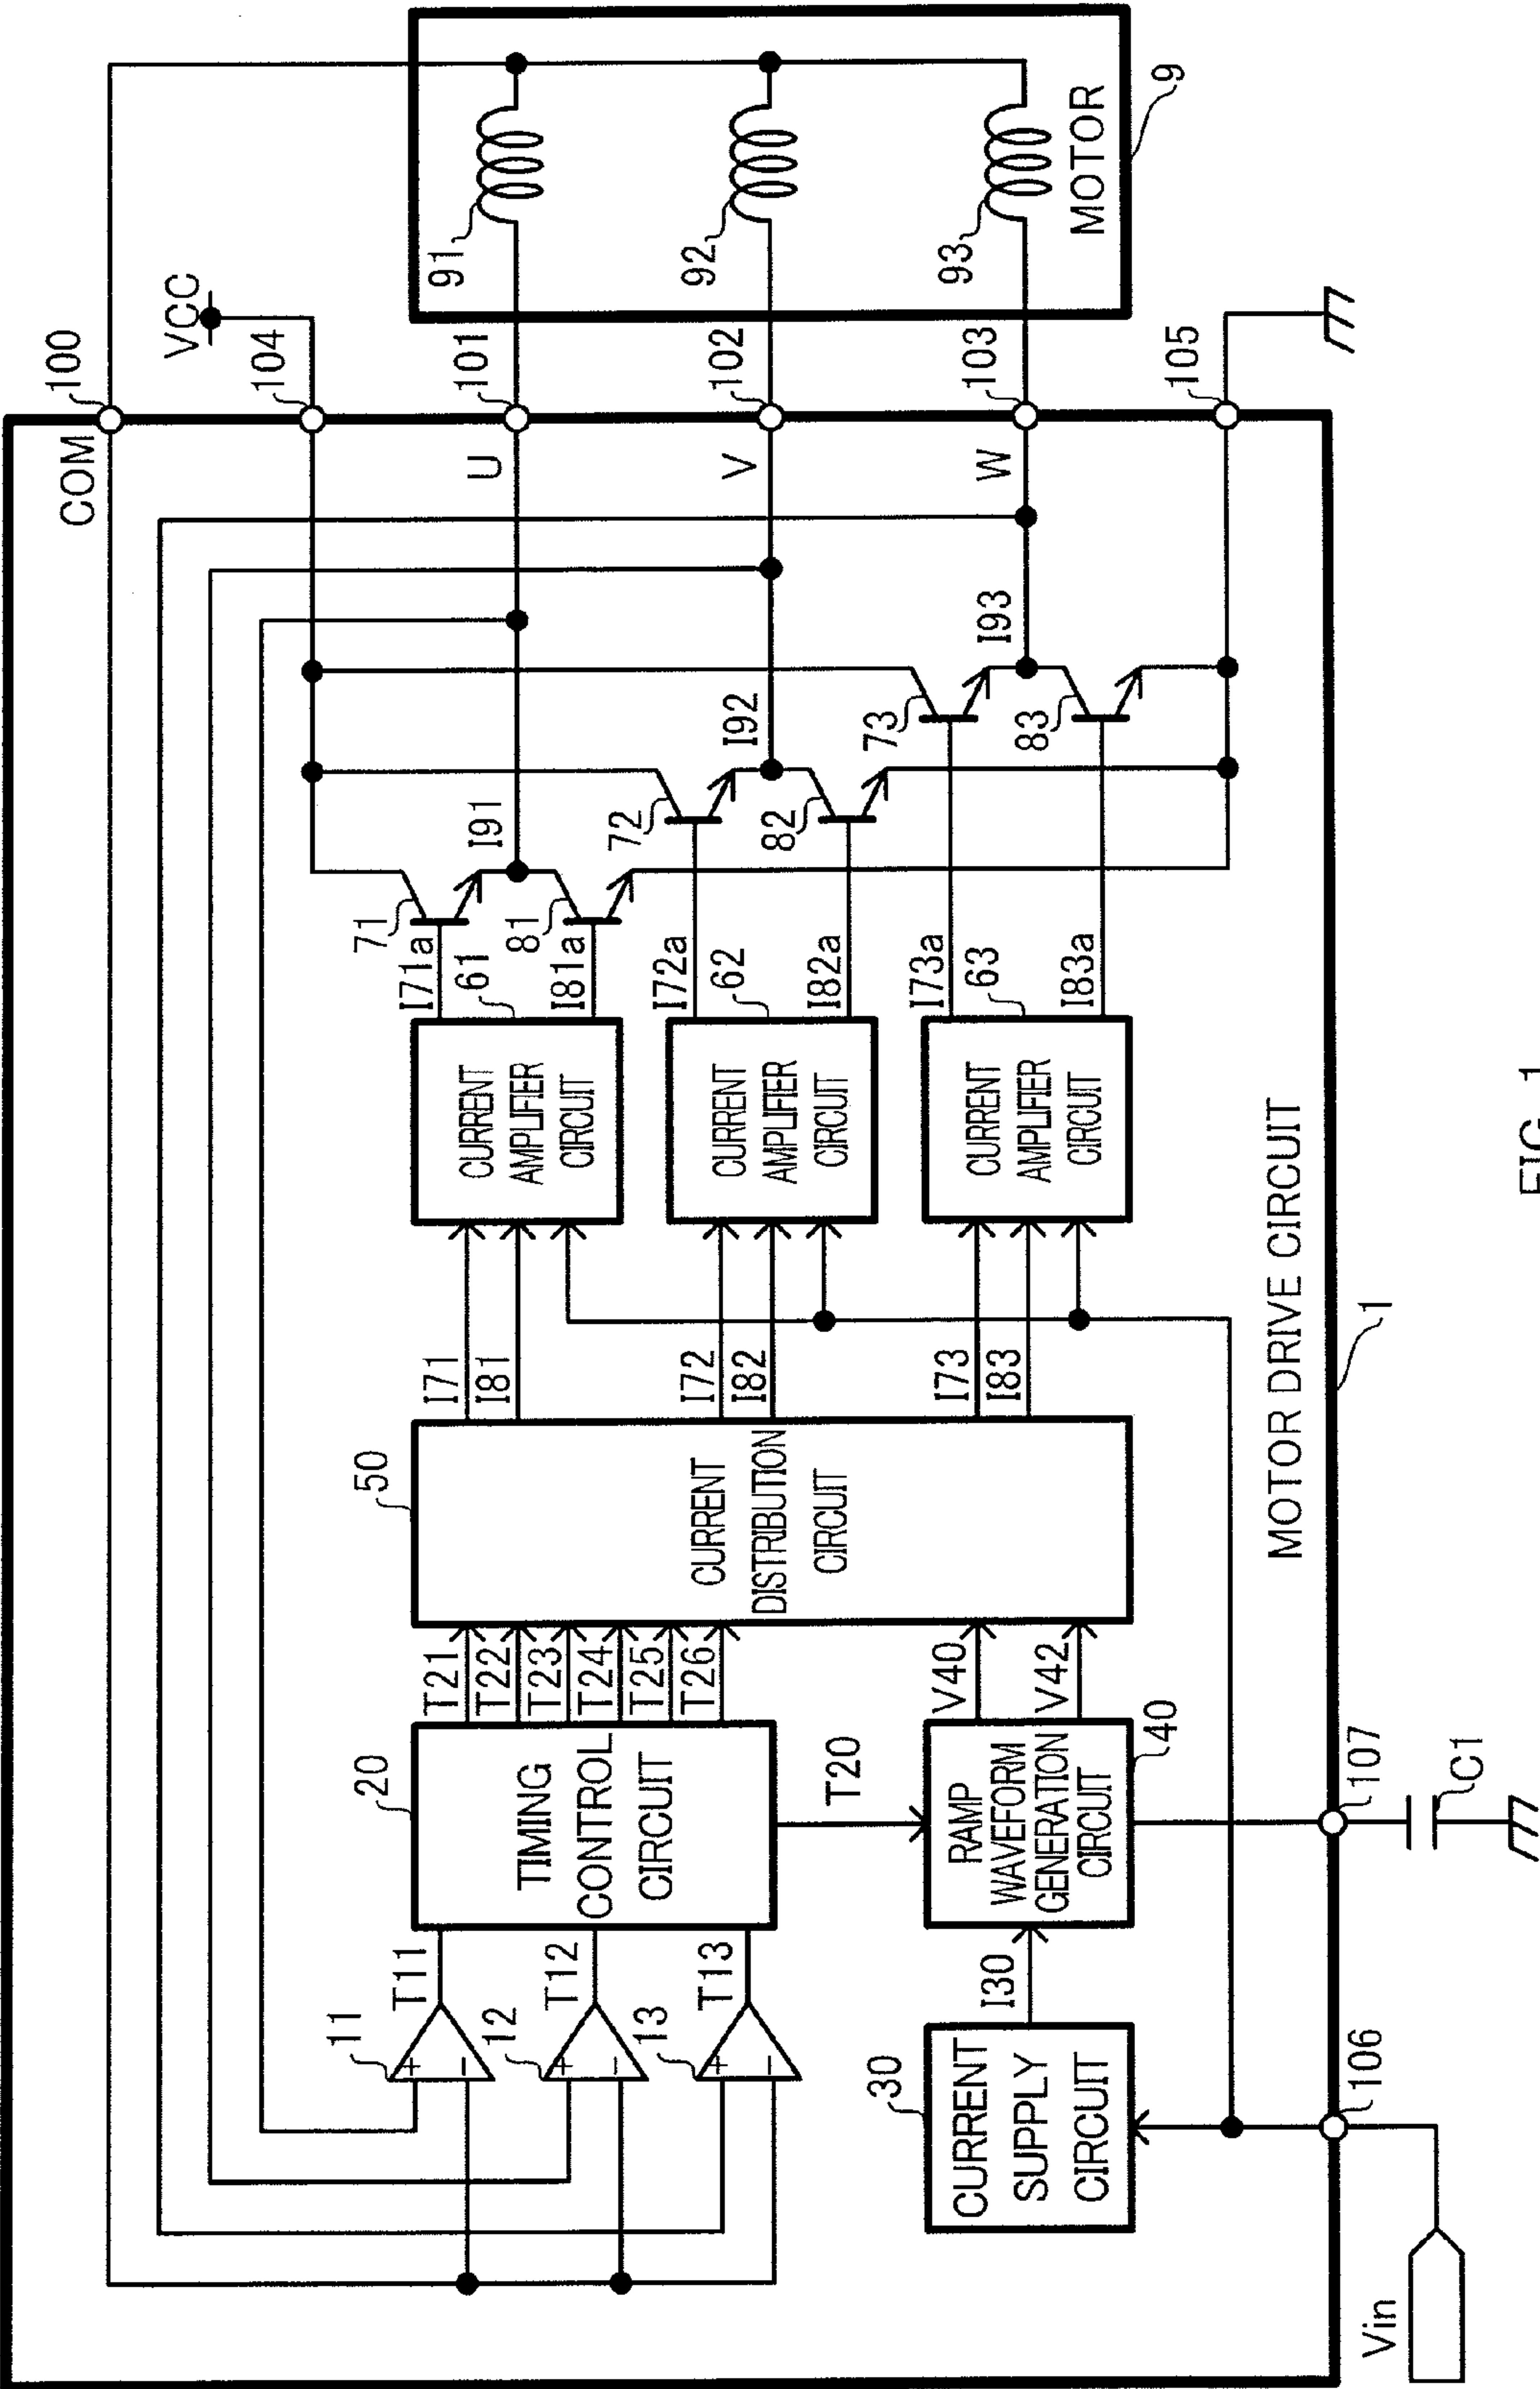 COM
100
VCC
104
U
101
V
102
W
103
105
91
92
93
MOTOR
9
I91
I92
I93
71
81
72
82
73
83
I71a
61
I81a
I72a
62
I82a
I73a
63
I83a
CURRENT
AMPLIFIER
CIRCUIT
CURRENT
AMPLIFIER
CIRCUIT
CURRENT
AMPLIFIER
CIRCUIT
I71
I81
I72
I82
I73
I83
50
CURRENT
DISTRIBUTION
CIRCUIT
T21
T22
T23
T24
T25
T26
V40
V42
20
TIMING
CONTROL
CIRCUIT
T20
RAMP
WAVEFORM
GENERATION
CIRCUIT
40
T11
T12
T13
11
+
-
12
+
-
13
+
-
I30
30
CURRENT
SUPPLY
CIRCUIT
106
107
C1
Vin
MOTOR DRIVE CIRCUIT
1